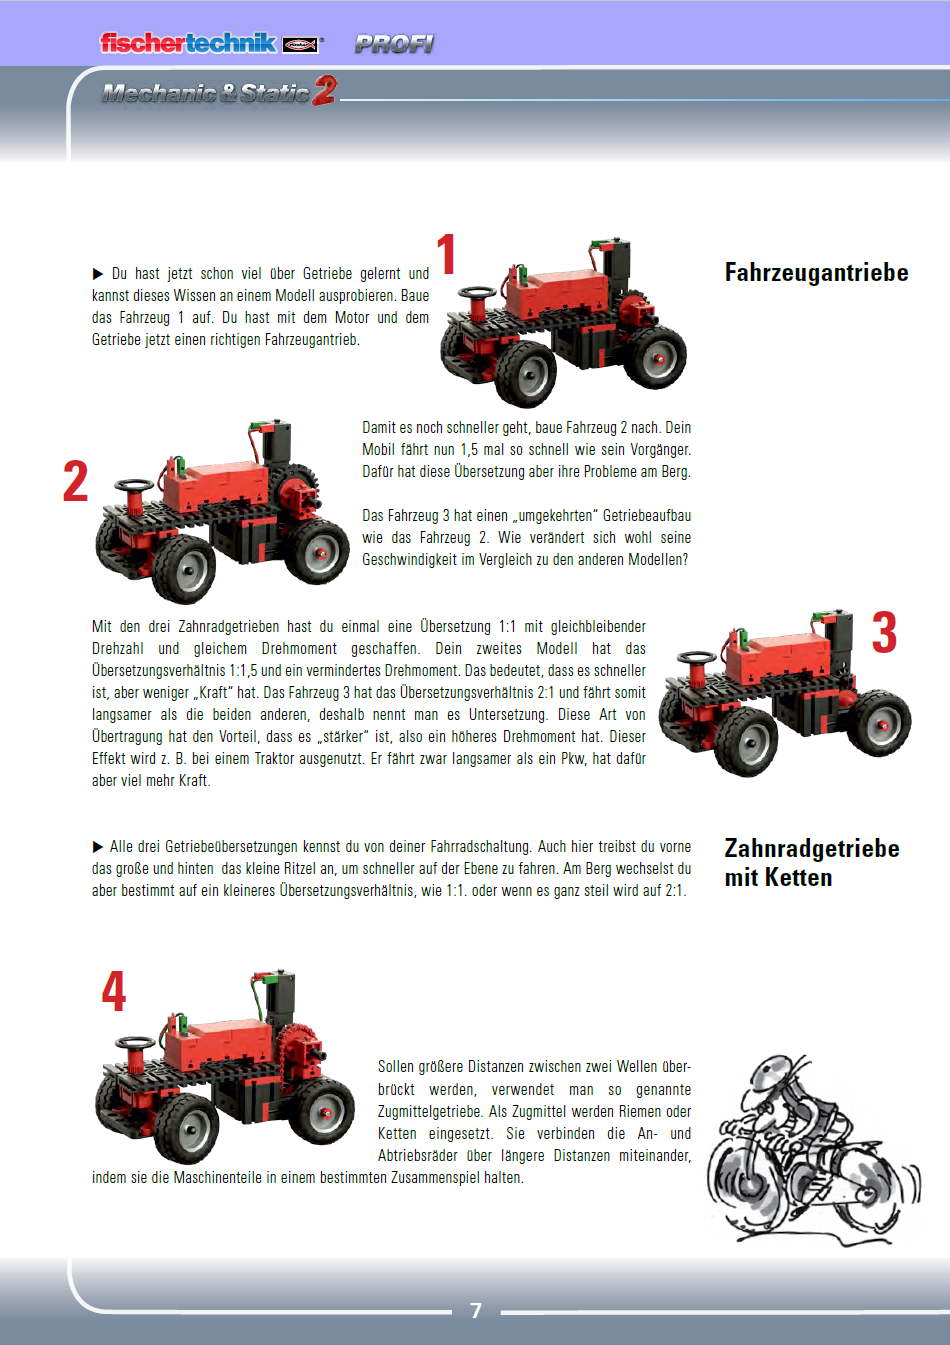 fischertechnik ® PROFI
Mechanic & Static 2
1
Fahrzeugantriebe
▶ Du hast jetzt schon viel über Getriebe gelernt und
kannst dieses Wissen an einem Modell ausprobieren. Baue
das Fahrzeug 1 auf. Du hast mit dem Motor und dem
Getriebe jetzt einen richtigen Fahrzeugantrieb.
2
Damit es noch schneller geht, baue Fahrzeug 2 nach. Dein
Mobil fährt nun 1,5 mal so schnell wie sein Vorgänger.
Dafür hat diese Übersetzung aber ihre Probleme am Berg.
Das Fahrzeug 3 hat einen „umgekehrten“ Getriebeaufbau
wie das Fahrzeug 2. Wie verändert sich wohl seine
Geschwindigkeit im Vergleich zu den anderen Modellen?
3
Mit den drei Zahnradgetrieben hast du einmal eine Übersetzung 1:1 mit gleichbleibender
Drehzahl und gleichem Drehmoment geschaffen. Dein zweites Modell hat das
Übersetzungsverhältnis 1:1,5 und ein vermindertes Drehmoment. Das bedeutet, dass es schneller
ist, aber weniger „Kraft“ hat. Das Fahrzeug 3 hat das Übersetzungsverhältnis 2:1 und fährt somit
langsamer als die beiden anderen, deshalb nennt man es Untersetzung. Diese Art von
Übertragung hat den Vorteil, dass es „stärker“ ist, also ein höheres Drehmoment hat. Dieser
Effekt wird z. B. bei einem Traktor ausgenutzt. Er fährt zwar langsamer als ein Pkw, hat dafür
aber viel mehr Kraft.
Zahnradgetriebe
mit Ketten
▶ Alle drei Getriebeübersetzungen kennst du von deiner Fahrradschaltung. Auch hier treibst du vorne
das große und hinten das kleine Ritzel an, um schneller auf der Ebene zu fahren. Am Berg wechselst du
aber bestimmt auf ein kleineres Übersetzungsverhältnis, wie 1:1. oder wenn es ganz steil wird auf 2:1.
4
Sollen größere Distanzen zwischen zwei Wellen über-
brückt werden, verwendet man so genannte
Zugmittelgetriebe. Als Zugmittel werden Riemen oder
Ketten eingesetzt. Sie verbinden die An- und
Abtriebsräder über längere Distanzen miteinander,
indem sie die Maschinenteile in einem bestimmten Zusammenspiel halten.
7